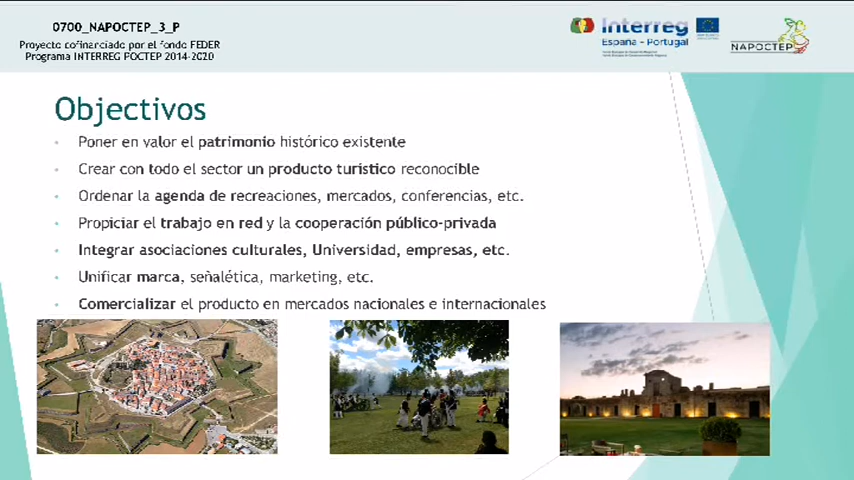 0700_NAPOCTEP_3_P
Proyecto cofinanciado por el fondo FEDER
Programa INTERREG POCTEP 2014-2020
Interreg
España - Portugal
NAPOCTEP
Objectivos
Poner en valor el patrimonio histórico existente
Crear con todo el sector un producto turístico reconocible
Ordenar la agenda de recreaciones, mercados, conferencias, etc.
Propiciar el trabajo en red y la cooperación público-privada
Integrar asociaciones culturales, Universidad, empresas, etc.
Unificar marca, señalética, marketing, etc.
Comercializar el producto en mercados nacionales e internacionales